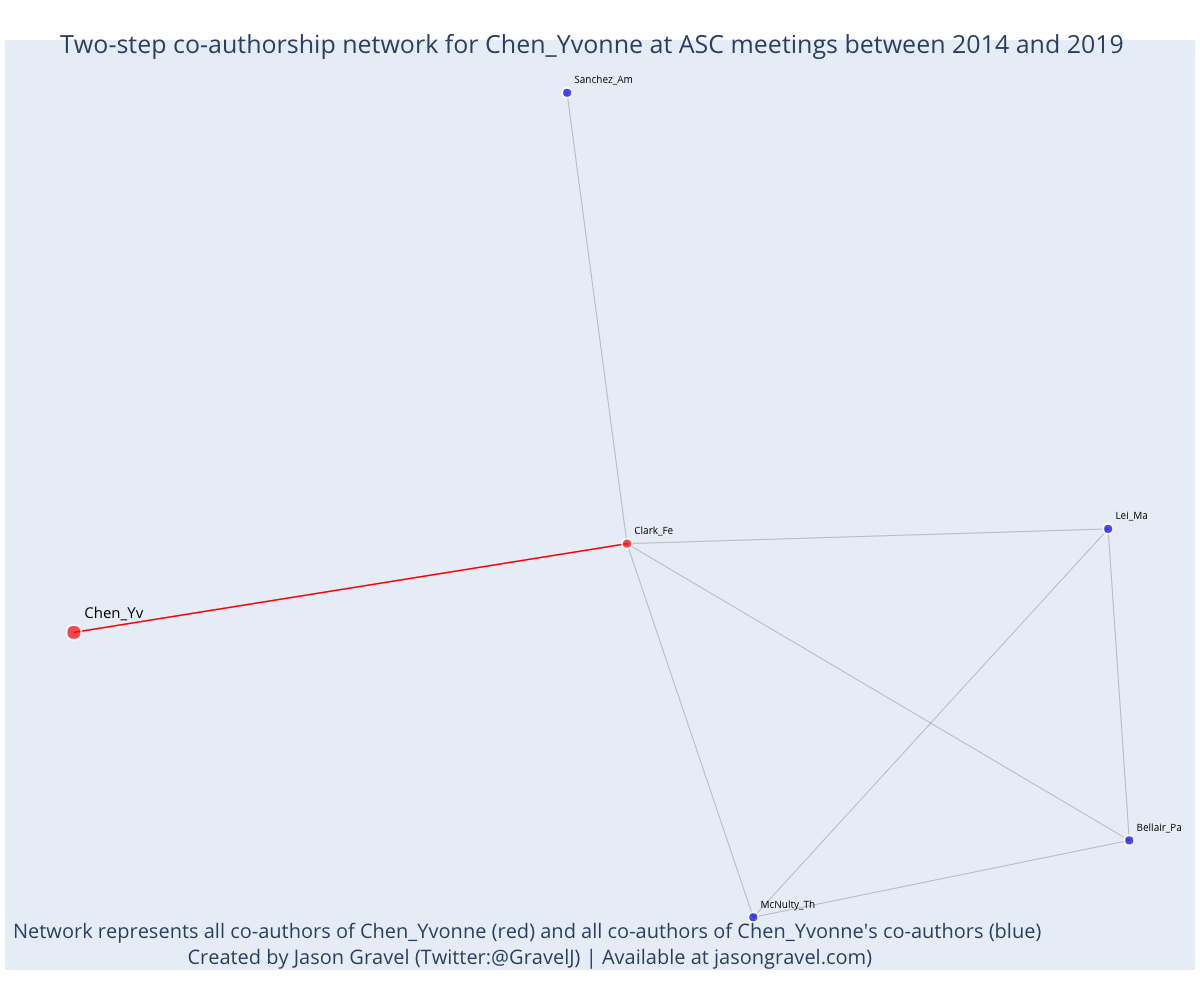 Two-step co-authorship network for Chen_Yvonne at ASC meetings between 2014 and 2019
Sanchez_Am
Lei_Ma
Clark_Fe
Chen_Yv
Bellair_Pa
McNulty_Th
Network represents all co-authors of Chen_Yvonne (red) and all co-authors of Chen_Yvonne's co-authors (blue)
Created by Jason Gravel (Twitter:@GravelJ) | Available at jasongravel.com)